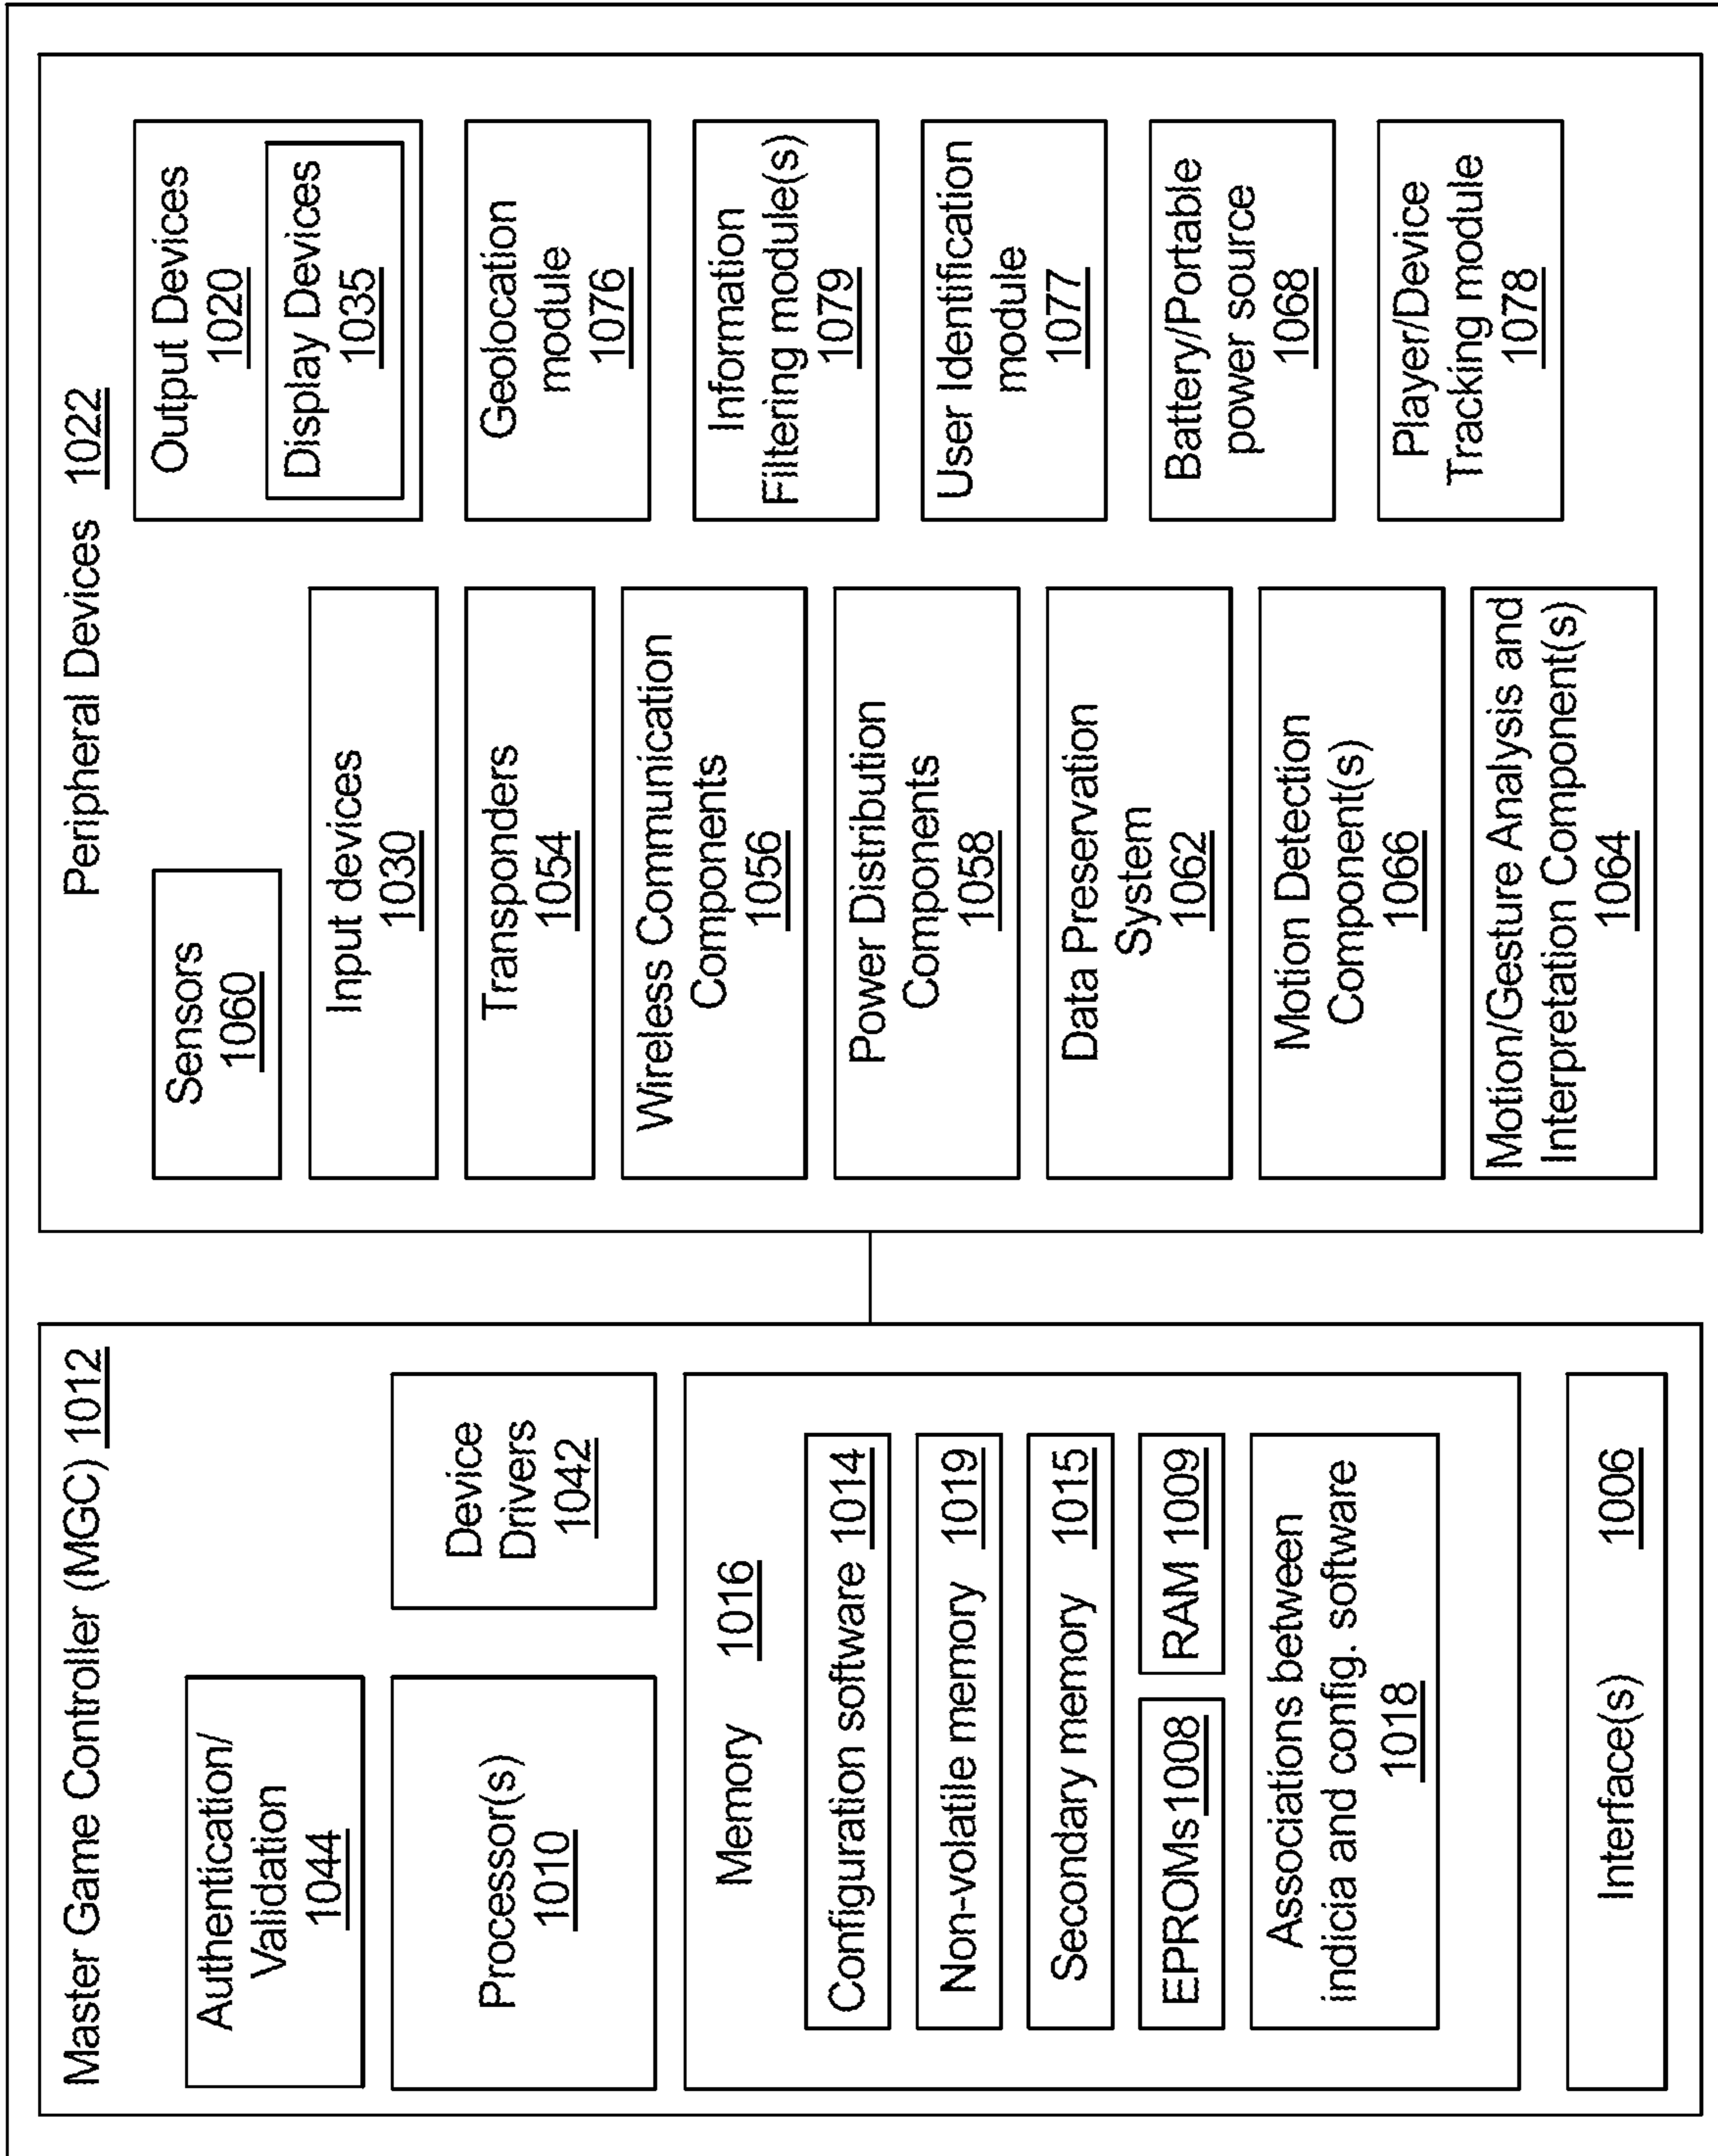 Master Game Controller (MGC) 1012
Authentication/
Validation
1044
Processor(s)
1010
Device
Drivers
1042
Memory 1016
Configuration software 1014
Non-volatile memory 1019
Secondary memory 1015
EPROMs 1008
RAM 1009
Associations between
indicia and config. software
1018
Interface(s) 1006
Peripheral Devices 1022
Sensors
1060
Input devices
1030
Transponders
1054
Wireless Communication
Components
1056
Power Distribution
Components
1058
Data Preservation
System
1062
Motion Detection
Component(s)
1066
Motion/Gesture Analysis and
Interpretation Component(s)
1064
Output Devices
1020
Display Devices
1035
Geolocation
module
1076
Information
Filtering module(s)
1079
User Identification
module
1077
Battery/Portable
power source
1068
Player/Device
Tracking module
1078